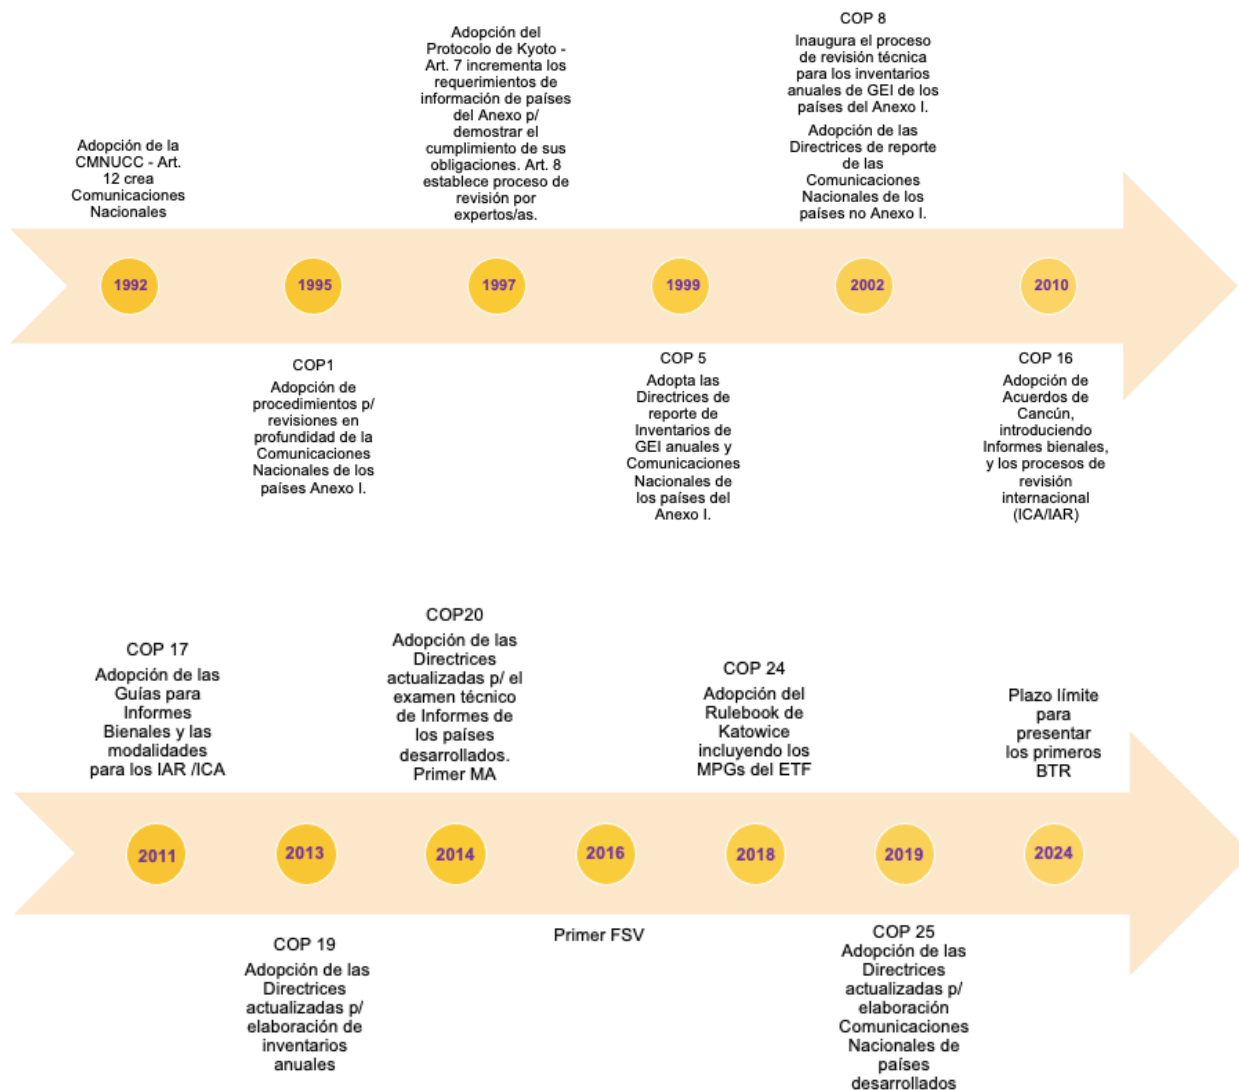 Adopción de la
CMNUCC - Art.
12 crea
Comunicaciones
Nacionales
Adopción del
Protocolo de Kyoto -
Art. 7 incrementa los
requerimientos de
información de países
del Anexo p/
demostrar el
cumplimiento de sus
obligaciones. Art. 8
establece proceso de
revisión por
expertos/as.
COP 8
Inaugura el proceso
de revisión técnica
para los inventarios
anuales de GEI de los
países del Anexo I.
Adopción de las
Directrices de reporte
de las
Comunicaciones
Nacionales de los
países no Anexo I.
1992
1995
1997
1999
2002
2010
COP1
Adopción de
procedimientos p/
revisiones en
profundidad de la
Comunicaciones
Nacionales de los
países Anexo I.
COP 5
Adopta las
Directrices de
reporte de
Inventarios de
GEI anuales y
Comunicaciones
Nacionales de
los países del
Anexo I.
COP 16
Adopción de
Acuerdos de
Cancún,
introduciendo
Informes bienales,
y los procesos de
revisión
internacional
(ICA/IAR)
COP 17
Adopción de las
Guías para
Informes
Bienales y las
modalidades
para los IAR /ICA
COP20
Adopción de las
Directrices
actualizadas p/ el
examen técnico
de Informes de
los países
desarrollados.
Primer MA
COP 24
Adopción del
Rulebook de
Katowice
incluyendo los
MPGs del ETF
Plazo límite
para
presentar
los primeros
BTR
2011
2013
2014
2016
2018
2019
2024
COP 19
Adopción de las
Directrices
actualizadas p/
elaboración de
inventarios
anuales
Primer FSV
COP 25
Adopción de las
Directrices
actualizadas p/
elaboración
Comunicaciones
Nacionales de
países
desarrollados